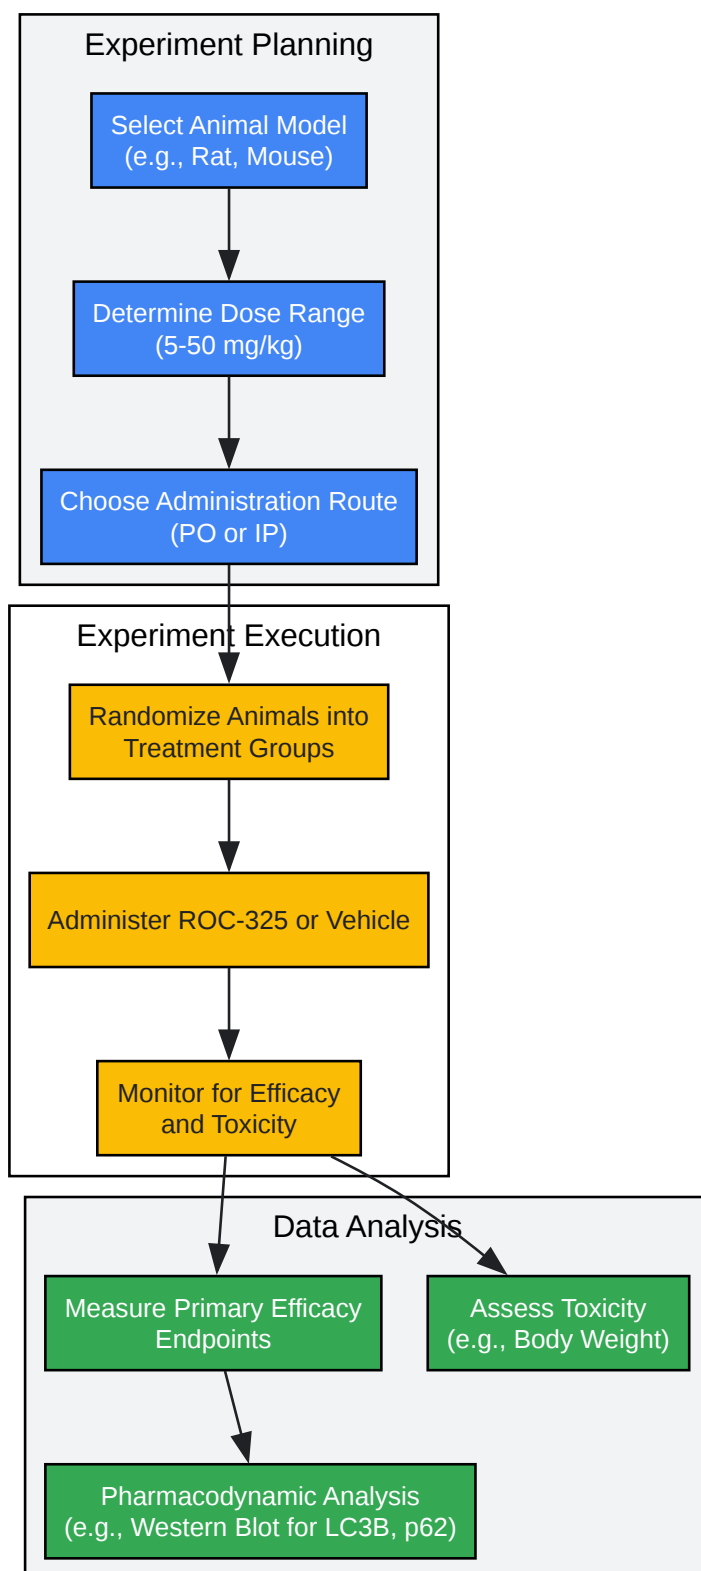 Experiment Planning
Select Animal Model
(e.g., Rat, Mouse)
Determine Dose Range
(5-50 mg/kg)
Choose Administration Route
(PO or IP)
Experiment Execution
Randomize Animals into
Treatment Groups
Administer ROC-325 or Vehicle
Monitor for Efficacy
and Toxicity
Data Analysis
Measure Primary Efficacy
Endpoints
Assess Toxicity
(e.g., Body Weight)
Pharmacodynamic Analysis
(e.g., Western Blot for LC3B, p62)